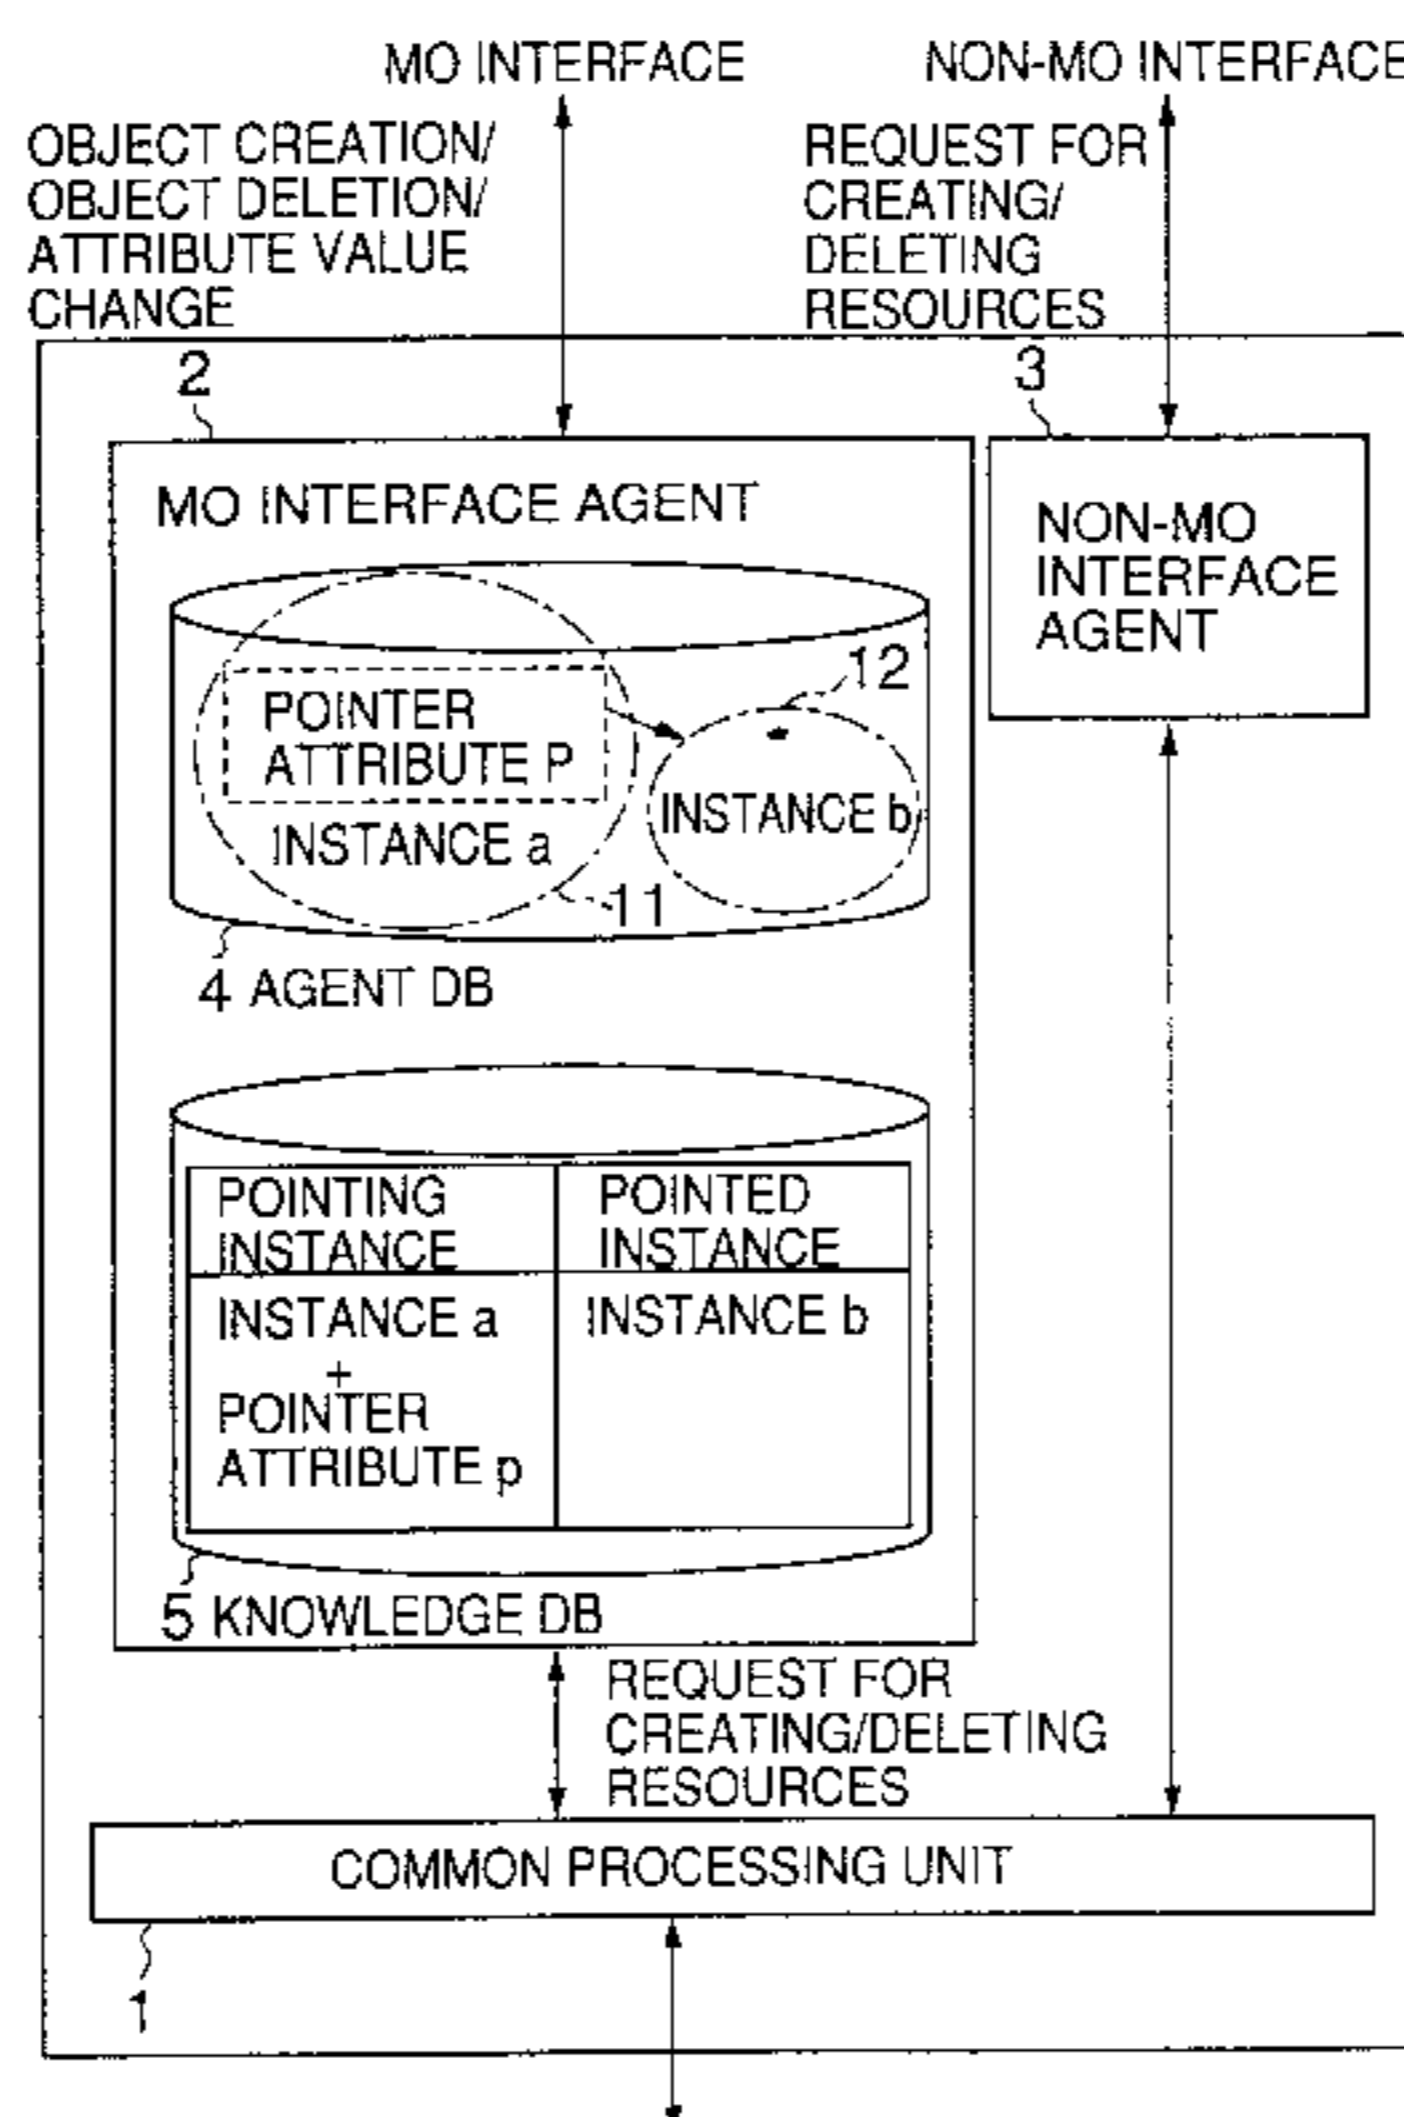 MO INTERFACE
NON-MO INTERFACE
OBJECT CREATION/
OBJECT DELETION/
ATTRIBUTE VALUE
CHANGE
REQUEST FOR
CREATING/
DELETING
RESOURCES
2
3
MO INTERFACE AGENT
NON-MO
INTERFACE
AGENT
12
POINTER
ATTRIBUTE P
INSTANCE a
INSTANCE b
11
4 AGENT DB
POINTING
INSTANCE
POINTED
INSTANCE
INSTANCE a
+
POINTER
ATTRIBUTE p
INSTANCE b
5 KNOWLEDGE DB
REQUEST FOR
CREATING/DELETING
RESOURCES
COMMON PROCESSING UNIT
1